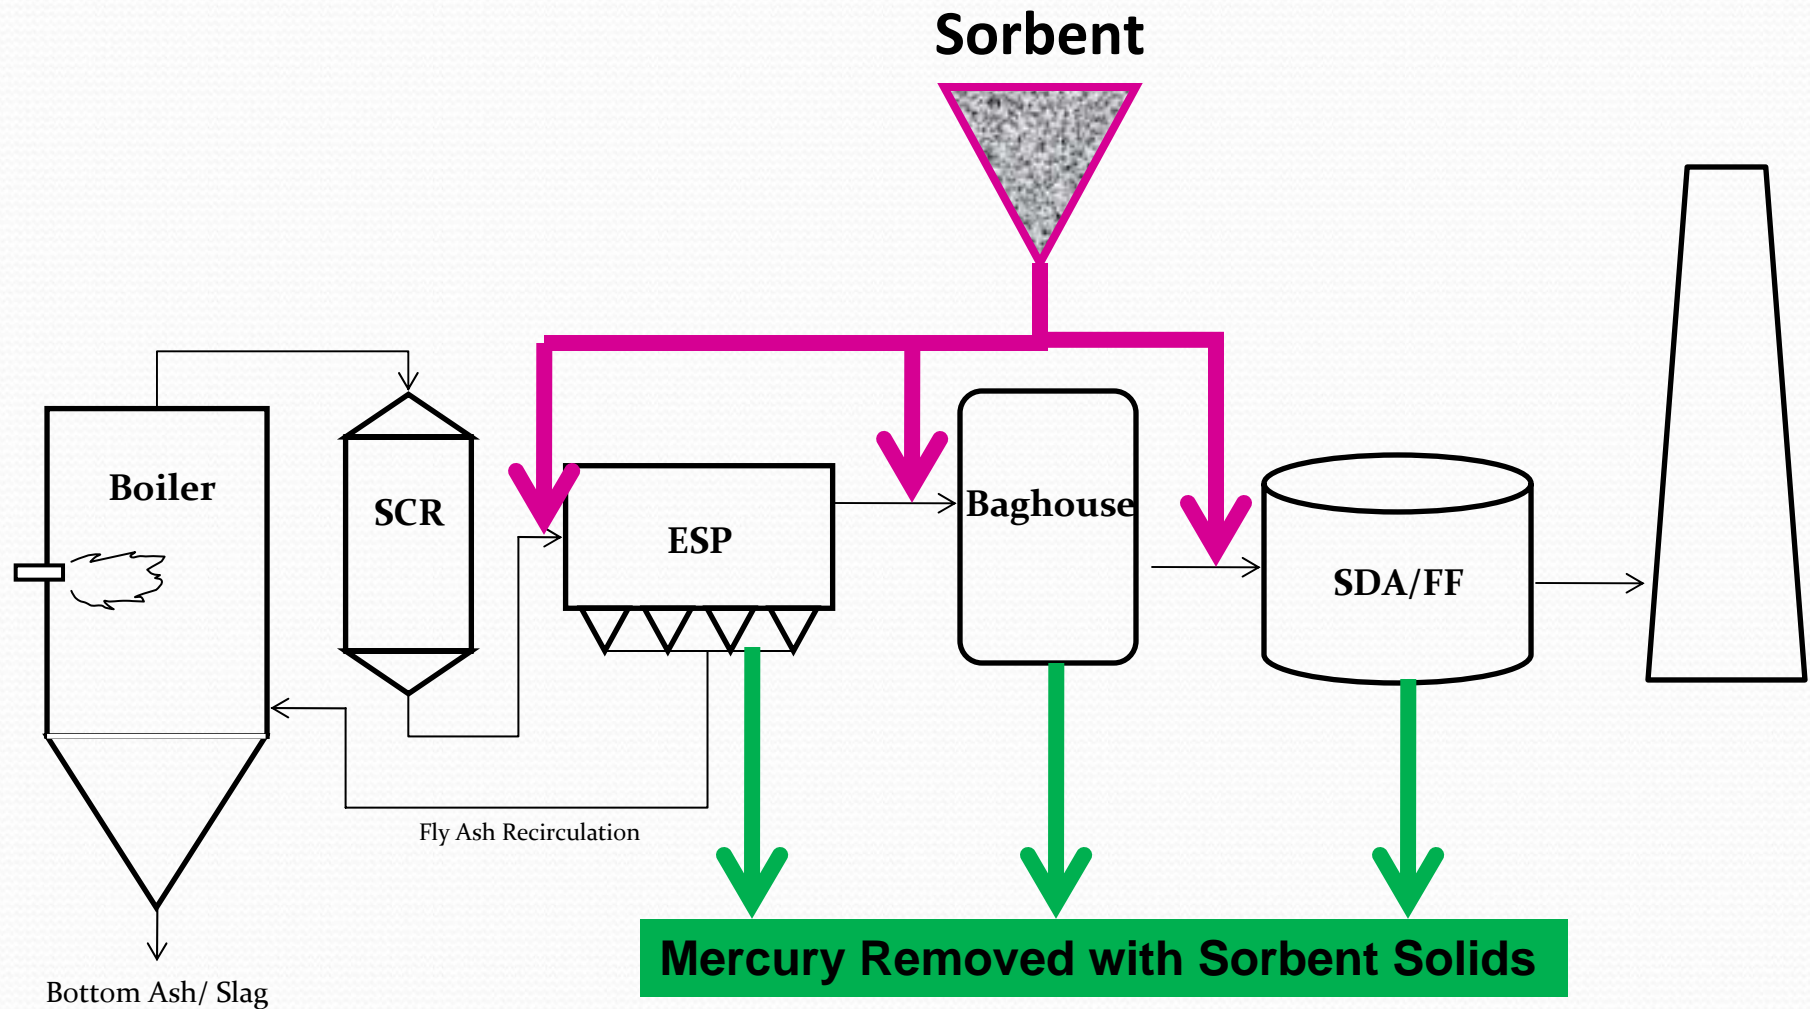 Sorbent
Boiler
SCR
ESP
Baghouse
SDA/FF
Fly Ash Recirculation
Mercury Removed with Sorbent Solids
Bottom Ash/ Slag